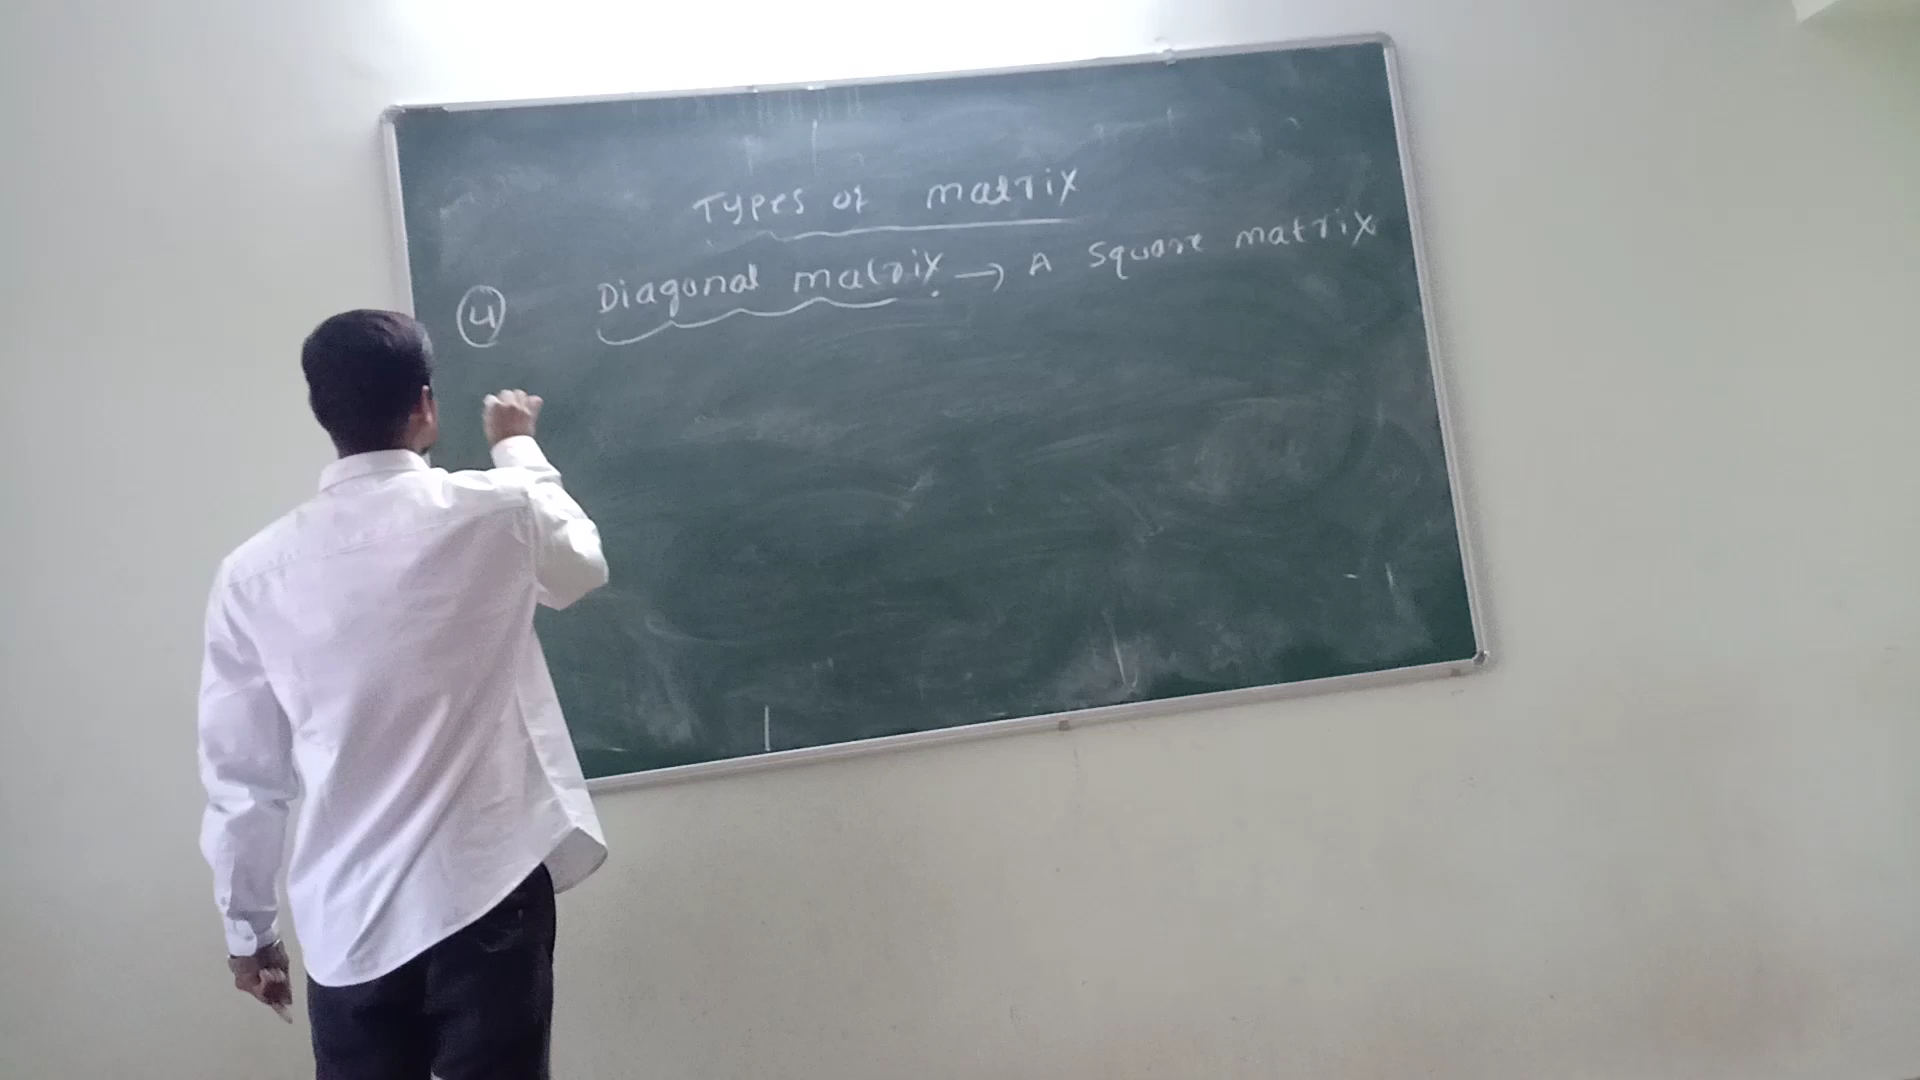 Types of matrix
④ Diagonal matrix → A square matrix